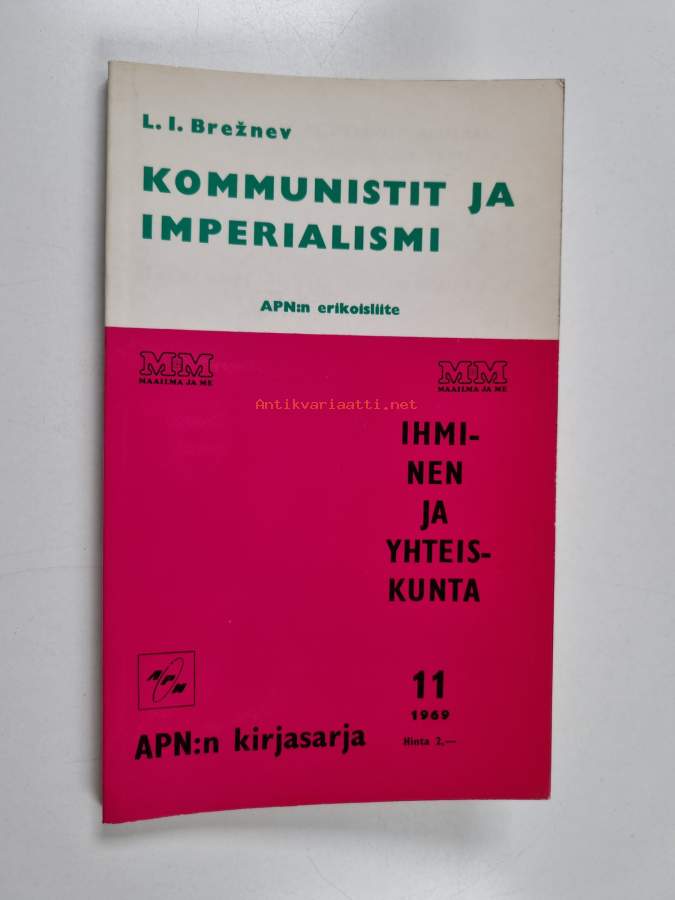 L. I. Brežnev
KOMMUNISTIT JA
IMPERIALISMI
APN:n erikoisliite
MM
MAAILMA JA ME
MM
MAAILMA JA ME
Antikvariaatti.net
IHMI-
NEN
JA
YHTEIS-
KUNTA
APN
11
1969
APN:n kirjasarja
Hinta 2,—